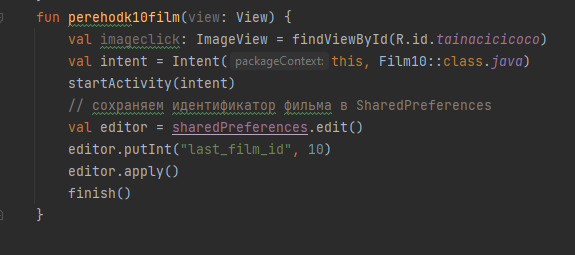 fun perehodk10film(view: View) {
val imageclick: ImageView = findViewById(R.id.tainacicicoco)
val intent = Intent( packageContext: this, Film10::class.java)
startActivity(intent)
// сохраняем идентификатор фильма в SharedPreferences
val editor = sharedPreferences.edit()
editor.putInt("last_film_id", 10)
editor.apply()
finish()
}